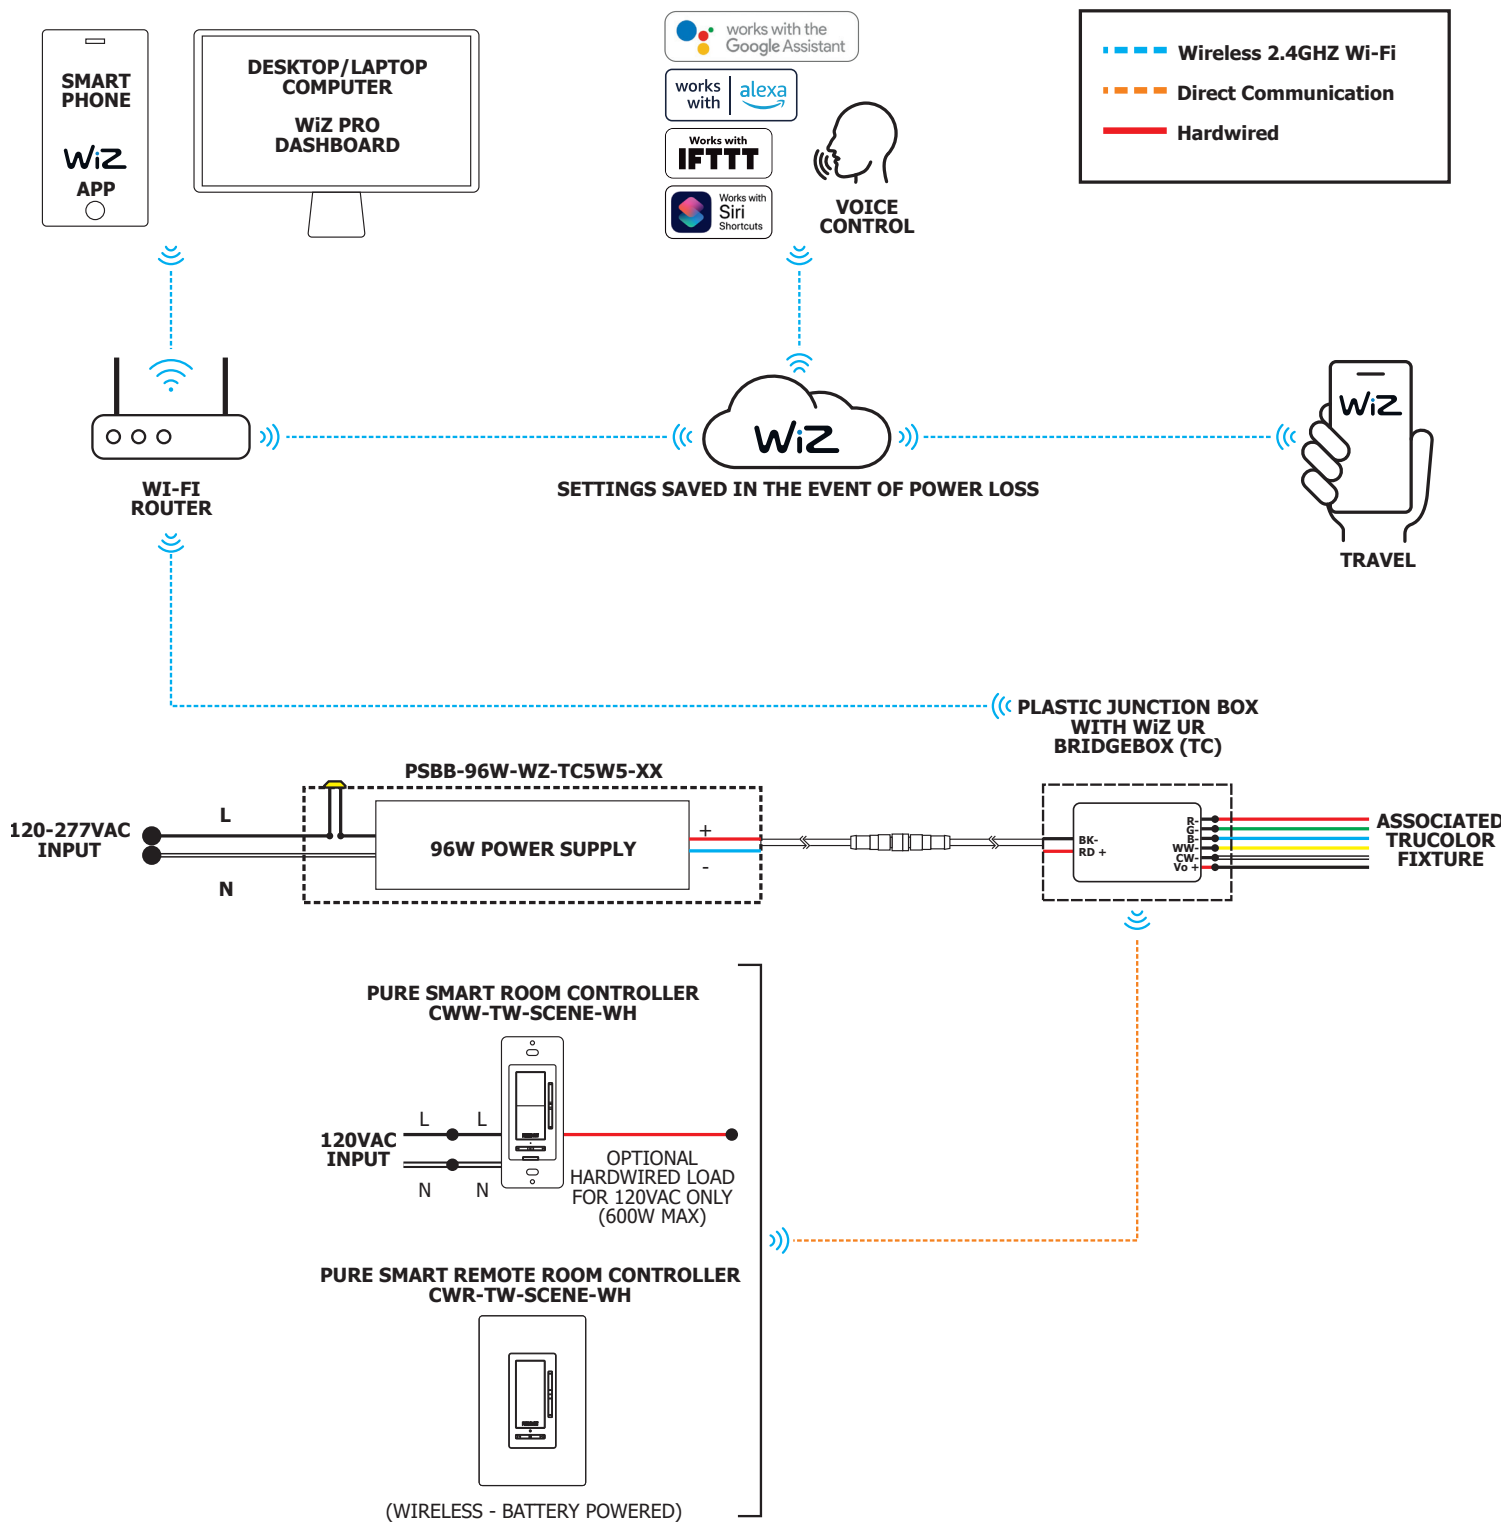 SMART
PHONE
WiZ
APP
DESKTOP/LAPTOP
COMPUTER
WiZ PRO
DASHBOARD
works with the
Google Assistant
works
with
alexa
Works with
IFTTT
Works with
Siri
Shortcuts
VOICE
CONTROL
Wireless 2.4GHZ Wi-Fi
Direct Communication
Hardwired
WI-FI
ROUTER
WiZ
SETTINGS SAVED IN THE EVENT OF POWER LOSS
WiZ
TRAVEL
PLASTIC JUNCTION BOX
WITH WiZ UR
BRIDGEBOX (TC)
PSBB-96W-WZ-TC5W5-XX
120-277VAC
INPUT
L
N
96W POWER SUPPLY
+
-
BK-
RD +
R-
G-
B-
WW-
CW-
Vo +
ASSOCIATED
TRUCOLOR
FIXTURE
PURE SMART ROOM CONTROLLER
CWW-TW-SCENE-WH
120VAC
INPUT
L L
N N
OPTIONAL
HARDWIRED LOAD
FOR 120VAC ONLY
(600W MAX)
PURE SMART REMOTE ROOM CONTROLLER
CWR-TW-SCENE-WH
(WIRELESS - BATTERY POWERED)